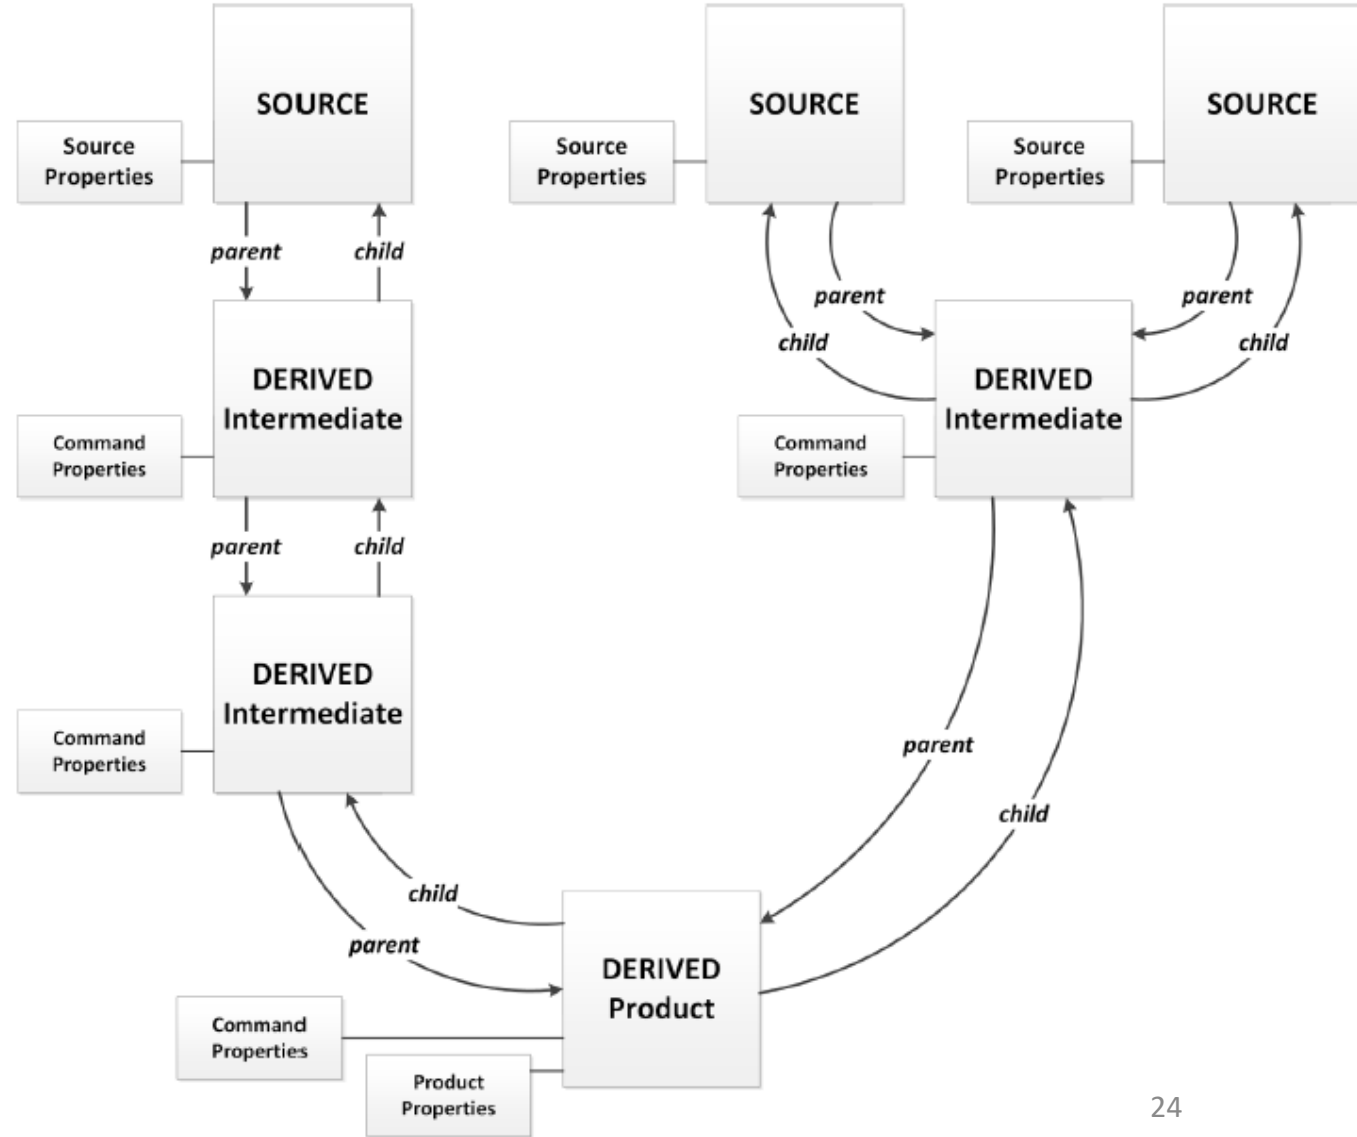 SOURCE
SOURCE
SOURCE
Source
Properties
Source
Properties
Source
Properties
parent
child
parent
parent
child
child
DERIVED
Intermediate
DERIVED
Intermediate
Command
Properties
Command
Properties
parent
child
DERIVED
Intermediate
Command
Properties
parent
child
child
parent
DERIVED
Product
Command
Properties
Product
Properties
24